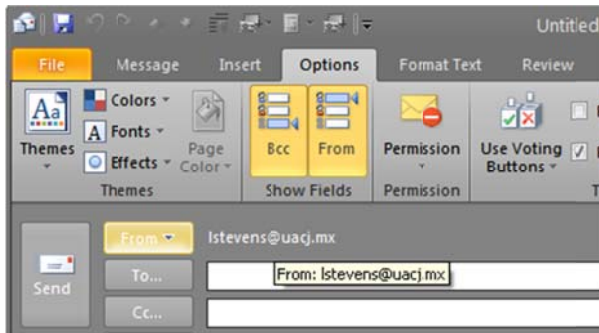 Untitled
File Message Insert Options Format Text Review
Aa Colors
A Fonts
Effects
Themes
Page Color
Bcc
From
Permission
Use Voting Buttons
Themes Show Fields Permission
From lstevens@uacj.mx
From: lstevens@uacj.mx
To...
Send
Cc...